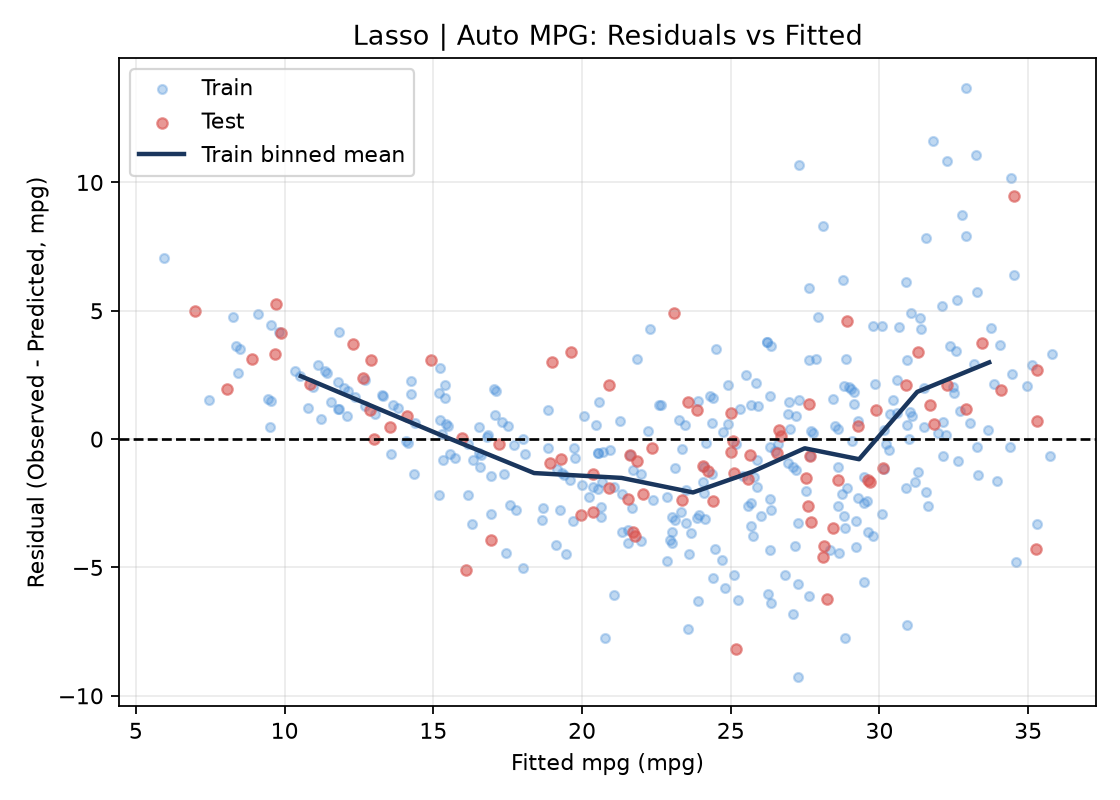 Lasso | Auto MPG: Residuals vs Fitted
Train
Test
Train binned mean
Residual (Observed - Predicted, mpg)
10
5
0
−5
−10
5
10
15
20
25
30
35
Fitted mpg (mpg)